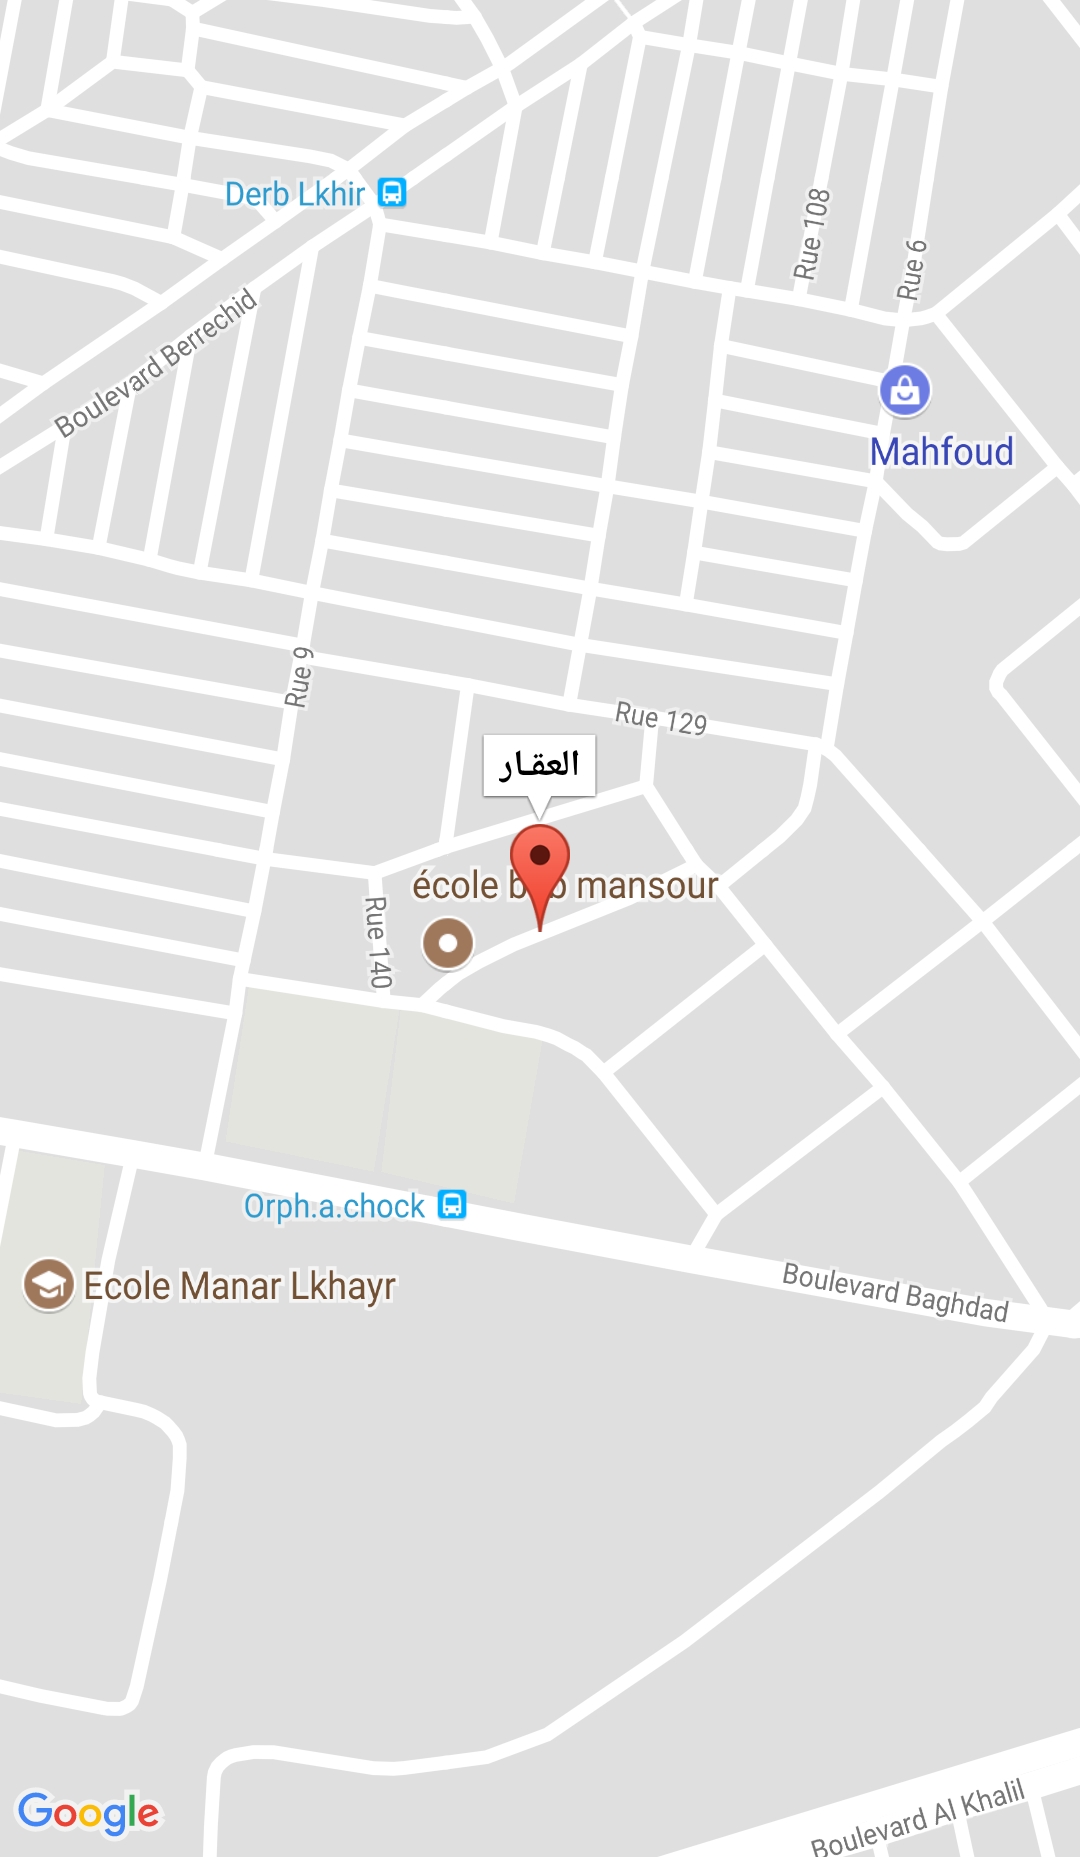 Derb Lkhir
Rue 108
Rue 6
Boulevard Berrechid
Mahfoud
Rue 9
Rue 129
العقار
école mansour
Rue 140
Orph.a.chock
Ecole Manar Lkhayr
Boulevard Baghdad
Google
Boulevard Al Khalil